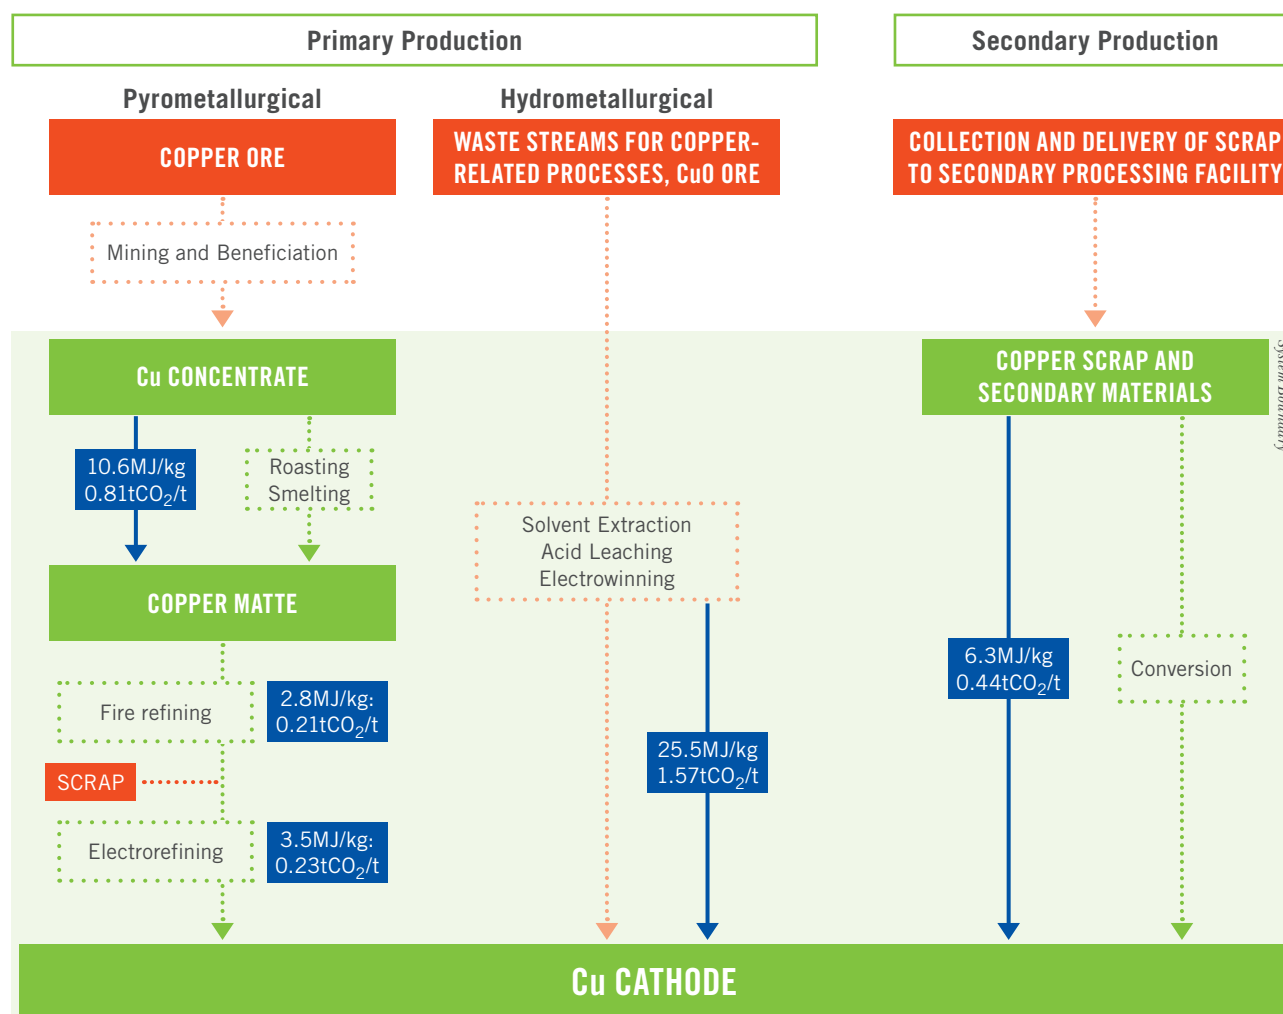 Primary Production
Secondary Production
Pyrometallurgical
Hydrometallurgical
COPPER ORE
WASTE STREAMS FOR COPPER-
RELATED PROCESSES, CuO ORE
COLLECTION AND DELIVERY OF SCRAP
TO SECONDARY PROCESSING FACILITY
Mining and Beneficiation
Cu CONCENTRATE
COPPER SCRAP AND
SECONDARY MATERIALS
System Boundary
10.6MJ/kg
0.81tCO₂/t
Roasting
Smelting
Solvent Extraction
Acid Leaching
Electrowinning
COPPER MATTE
6.3MJ/kg
0.44tCO₂/t
Conversion
Fire refining
2.8MJ/kg:
0.21tCO₂/t
25.5MJ/kg
1.57tCO₂/t
SCRAP
Electrorefining
3.5MJ/kg:
0.23tCO₂/t
Cu CATHODE